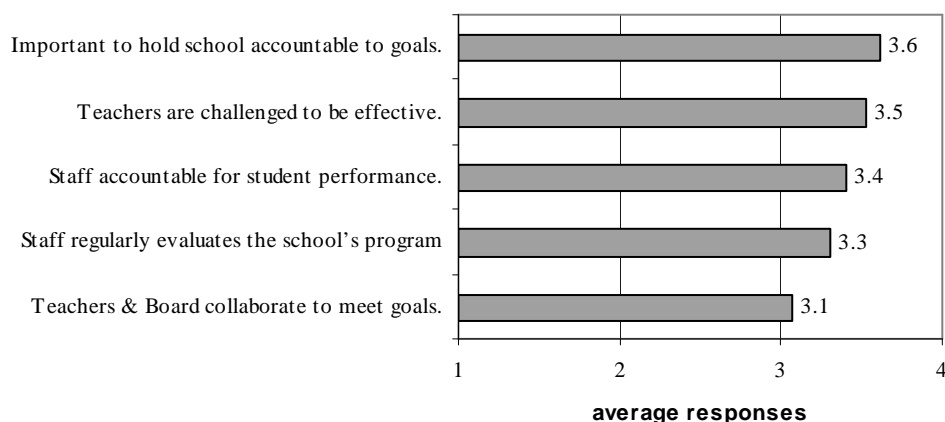 Important to hold school accountable to goals.
3.6
Teachers are challenged to be effective.
3.5
Staff accountable for student performance.
3.4
Staff regularly evaluates the school’s program
3.3
Teachers & Board collaborate to meet goals.
3.1
1 2 3 4
average responses